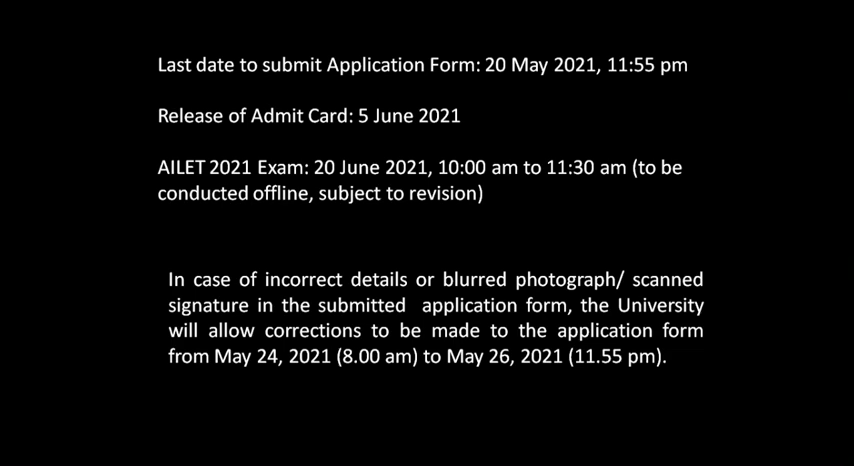 Last date to submit Application Form: 20 May 2021, 11:55 pm
Release of Admit Card: 5 June 2021
AILET 2021 Exam: 20 June 2021, 10:00 am to 11:30 am (to be
conducted offline, subject to revision)
In case of incorrect details or blurred photograph/ scanned
signature in the submitted application form, the University
will allow corrections to be made to the application form
from May 24, 2021 (8.00 am) to May 26, 2021 (11.55 pm).